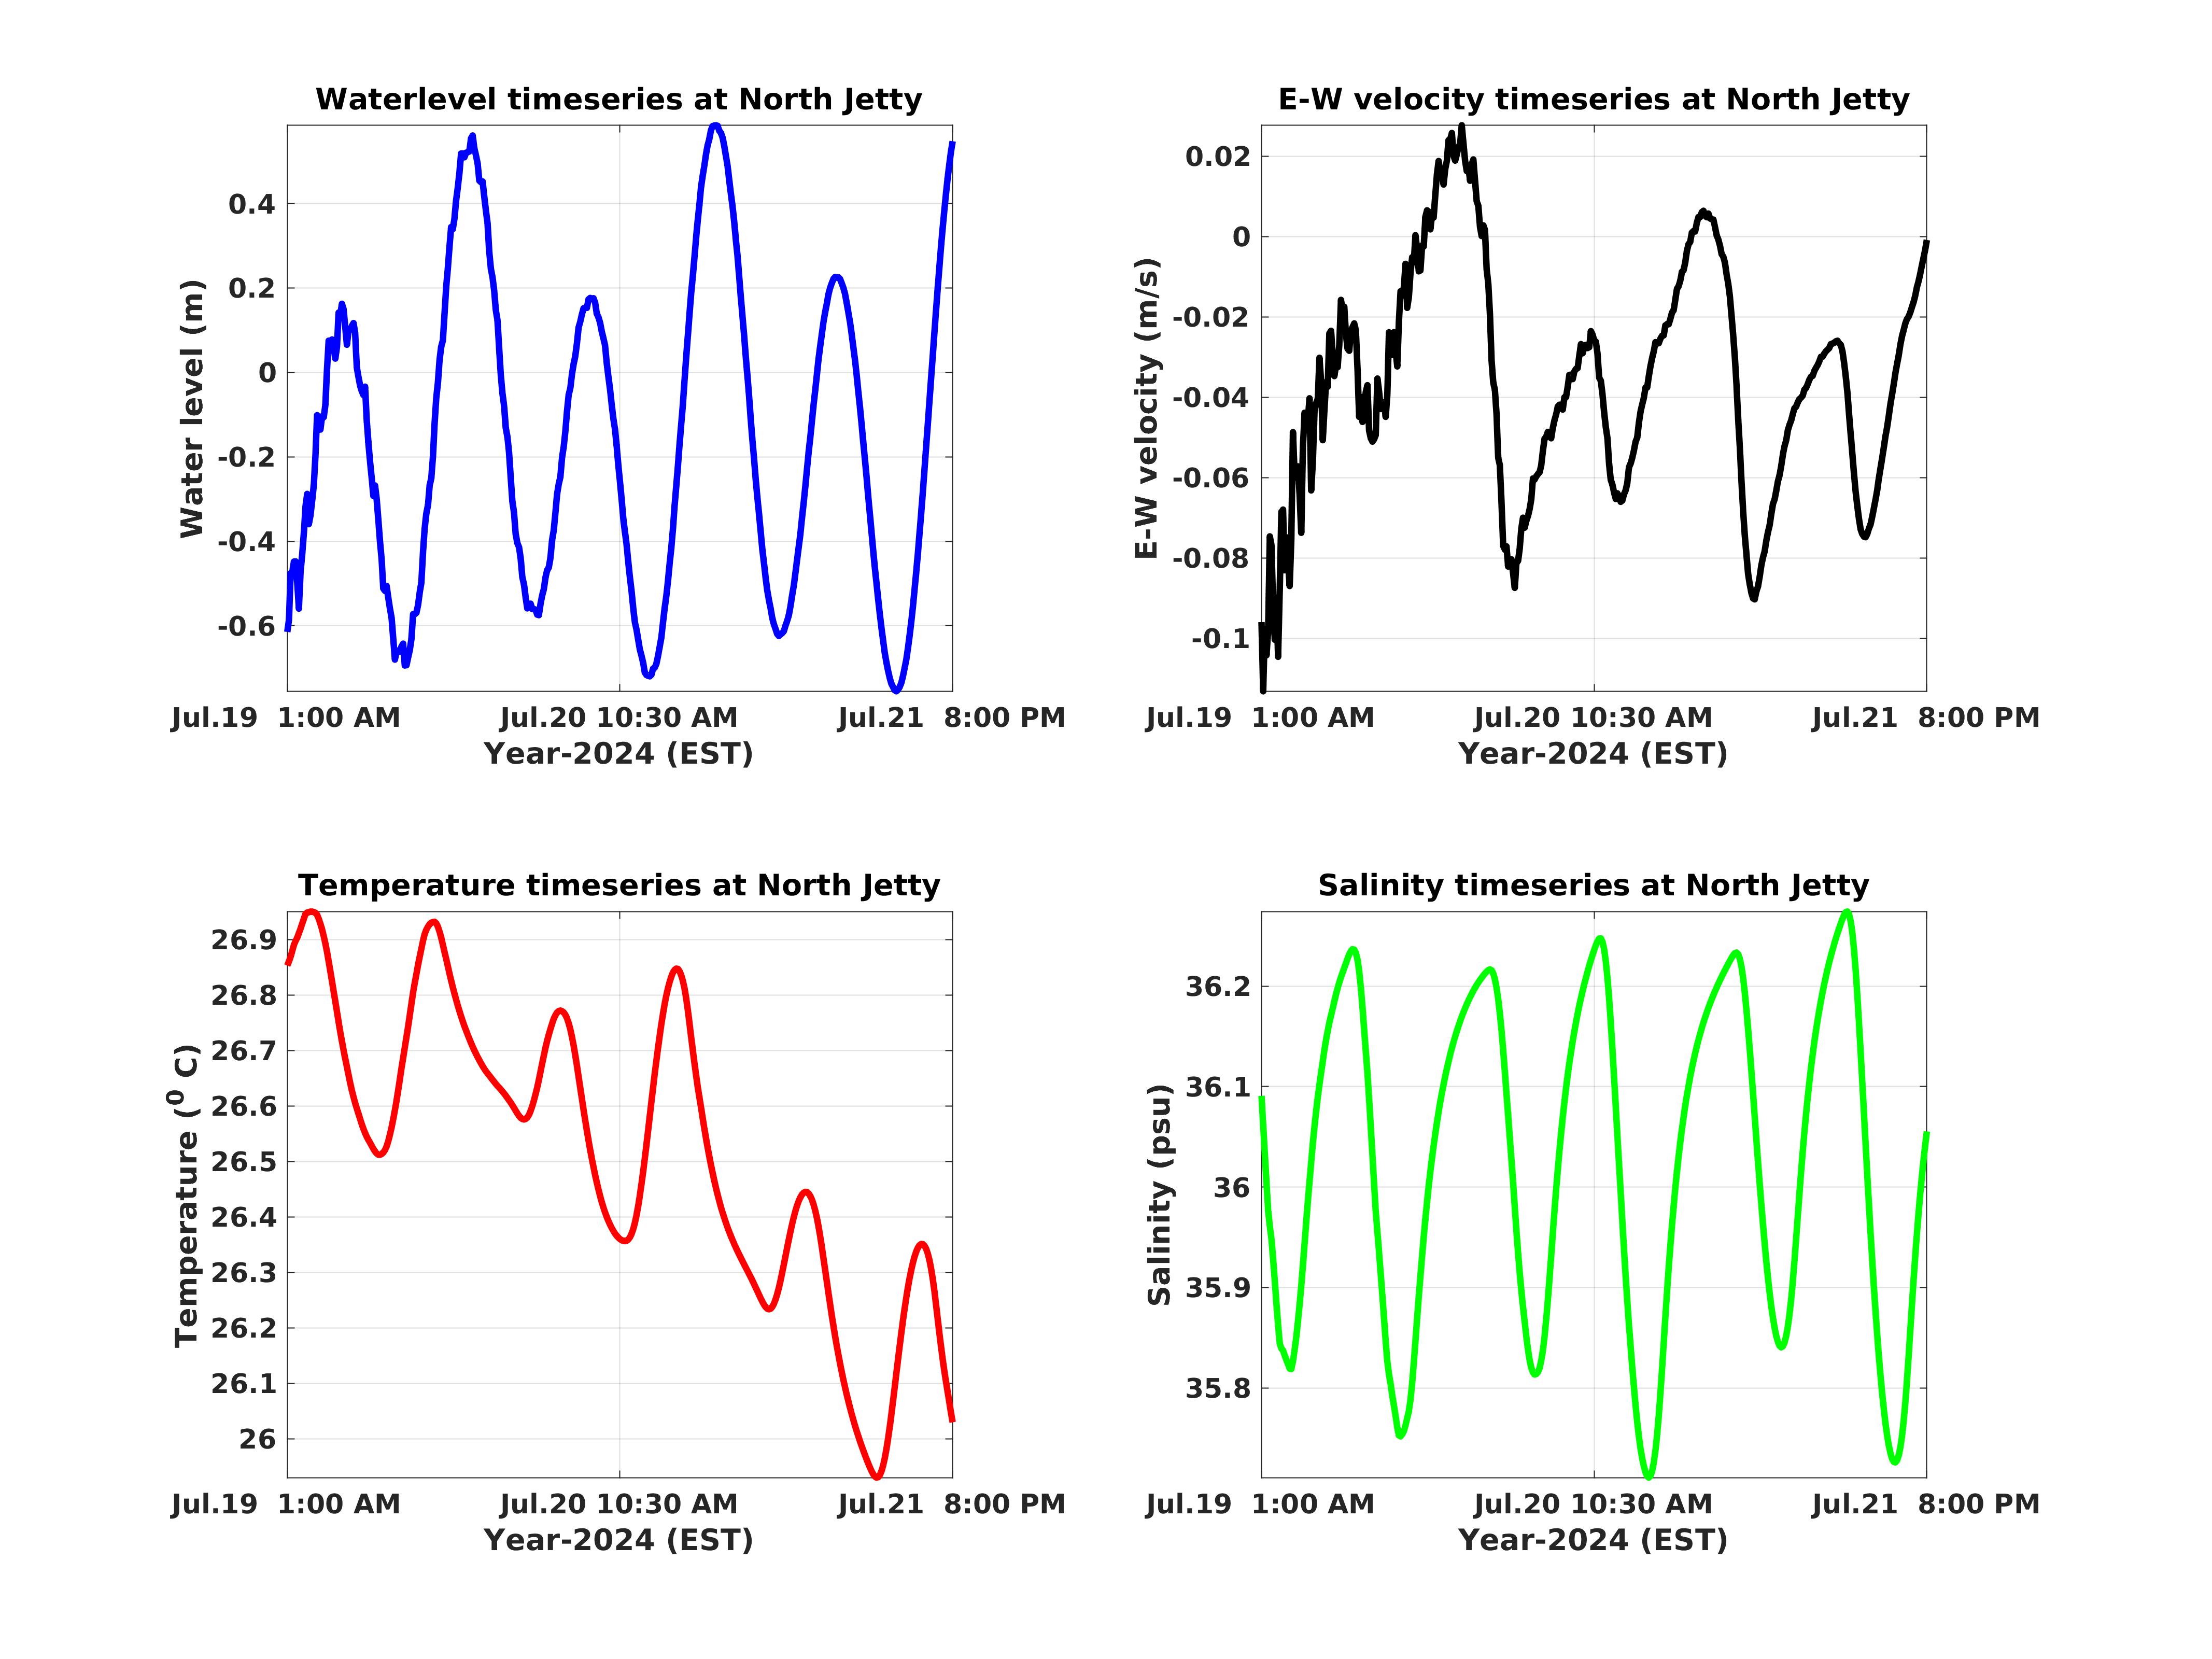 Waterlevel timeseries at North Jetty
Water level (m)
0.4
0.2
0
-0.2
-0.4
-0.6
Jul.19 1:00 AM Jul.20 10:30 AM Jul.21 8:00 PM
Year-2024 (EST)
E-W velocity timeseries at North Jetty
E-W velocity (m/s)
0.02
0
-0.02
-0.04
-0.06
-0.08
-0.1
Jul.19 1:00 AM Jul.20 10:30 AM Jul.21 8:00 PM
Year-2024 (EST)
Temperature timeseries at North Jetty
Temperature (⁰ C)
26.9
26.8
26.7
26.6
26.5
26.4
26.3
26.2
26.1
26
Jul.19 1:00 AM Jul.20 10:30 AM Jul.21 8:00 PM
Year-2024 (EST)
Salinity timeseries at North Jetty
Salinity (psu)
36.2
36.1
36
35.9
35.8
Jul.19 1:00 AM Jul.20 10:30 AM Jul.21 8:00 PM
Year-2024 (EST)